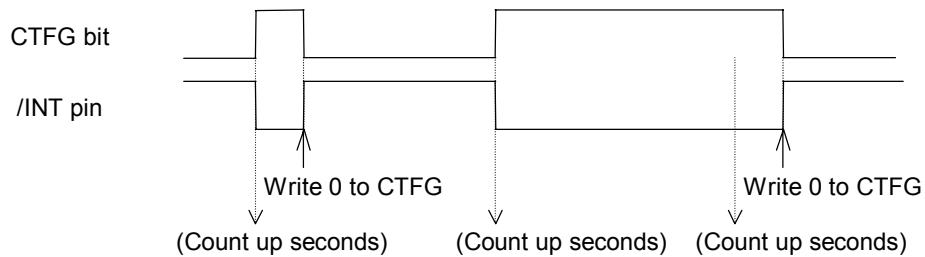 CTFG bit
/INT pin
Write 0 to CTFG Write 0 to CTFG
(Count up seconds) (Count up seconds) (Count up seconds)